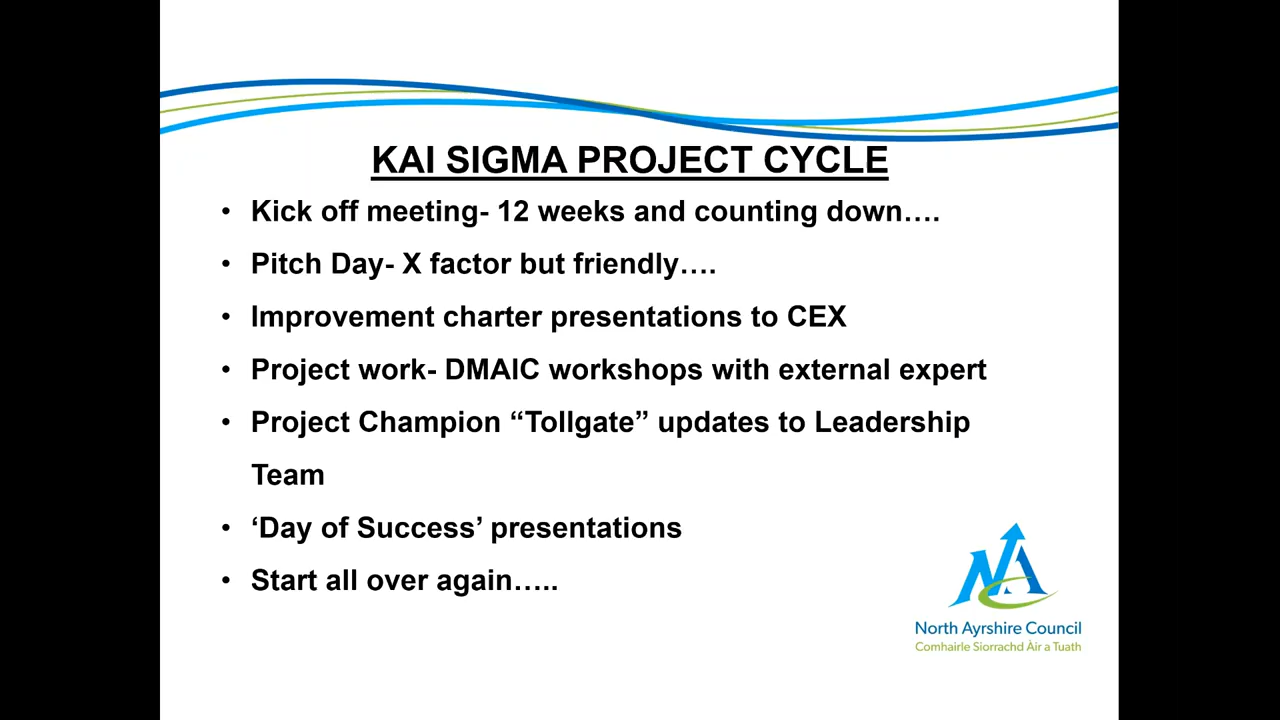 KAI SIGMA PROJECT CYCLE
• Kick off meeting- 12 weeks and counting down….
• Pitch Day- X factor but friendly….
• Improvement charter presentations to CEX
• Project work- DMAIC workshops with external expert
• Project Champion “Tollgate” updates to Leadership
Team
• ‘Day of Success’ presentations
• Start all over again…..
NA
North Ayrshire Council
Comhairle Siorrachd Àir a Tuath